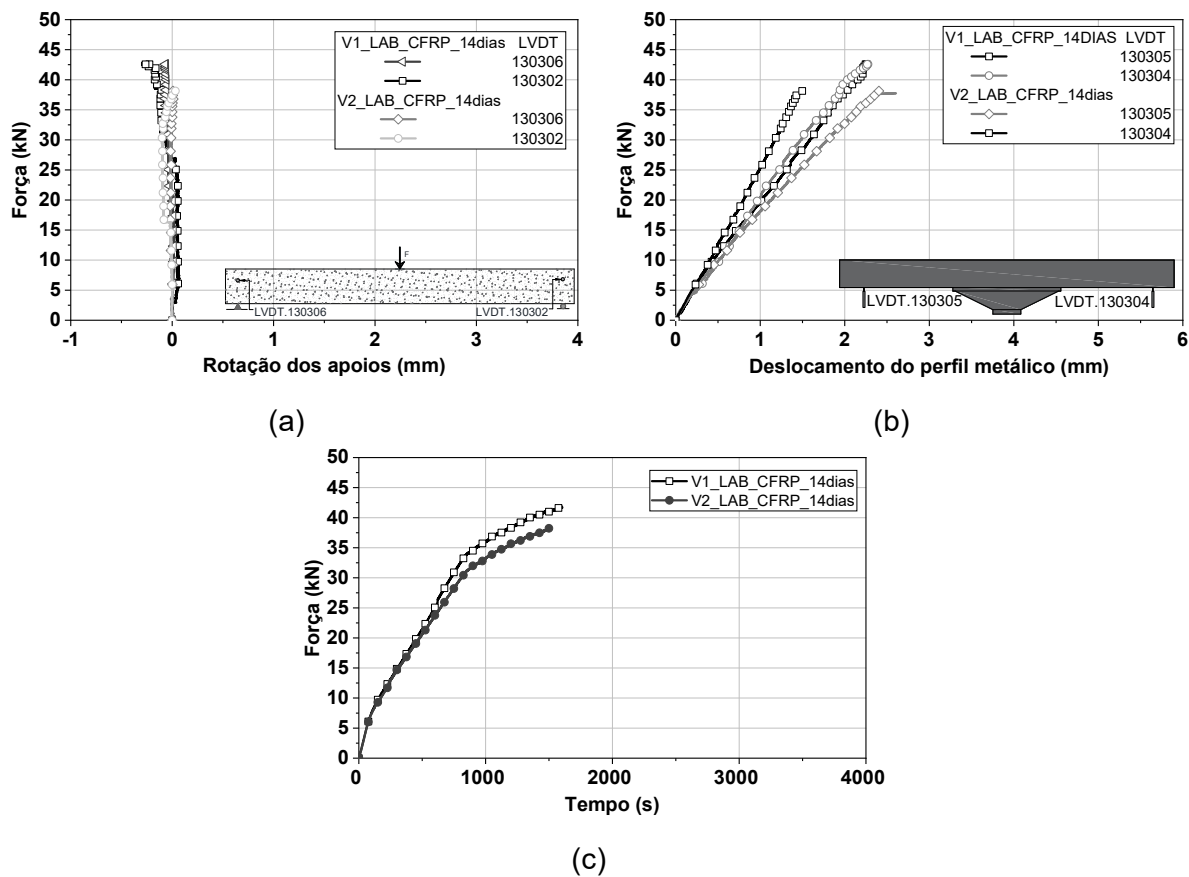 50
45
40
35
30
25
20
15
10
5
0
Força (kN)
-1 0 1 2 3 4
Rotação dos apoios (mm)
V1_LAB_CFRP_14dias LVDT
130306
130302
V2_LAB_CFRP_14dias
130306
130302
F
LVDT.130306 LVDT.130302
(a)
50
45
40
35
30
25
20
15
10
5
0
Força (kN)
0 1 2 3 4 5 6
Deslocamento do perfil metálico (mm)
V1_LAB_CFRP_14DIAS LVDT
130305
130304
V2_LAB_CFRP_14dias
130305
130304
LVDT.130305 LVDT.130304
(b)
50
45
40
35
30
25
20
15
10
5
0
Força (kN)
0 1000 2000 3000 4000
Tempo (s)
V1_LAB_CFRP_14dias
V2_LAB_CFRP_14dias
(c)